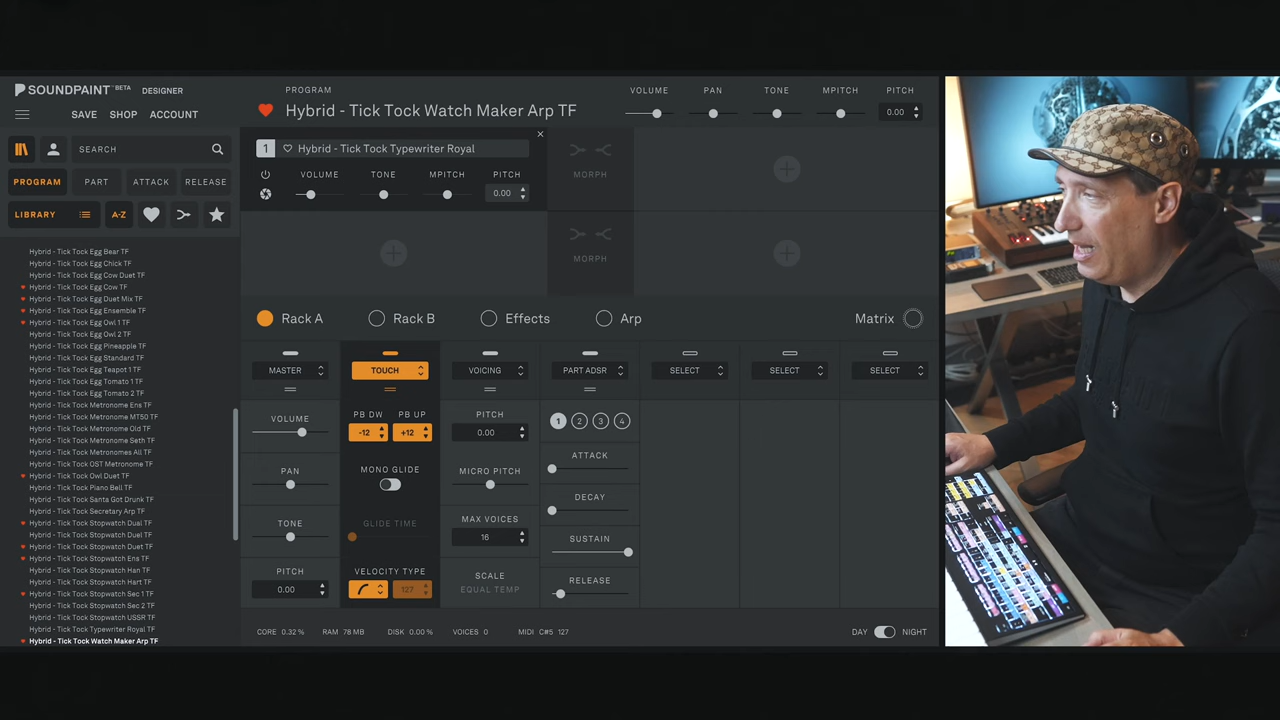 SOUNDPAINT BETA DESIGNER
SAVE SHOP ACCOUNT
SEARCH
PROGRAM PART ATTACK RELEASE
LIBRARY A-Z
Hybrid - Tick Tock Egg Bear TF
Hybrid - Tick Tock Egg Chick TF
Hybrid - Tick Tock Egg Cow Duet TF
Hybrid - Tick Tock Egg Cow TF
Hybrid - Tick Tock Egg Duet Mix TF
Hybrid - Tick Tock Egg Ensemble TF
Hybrid - Tick Tock Egg Owl 1 TF
Hybrid - Tick Tock Egg Owl 2 TF
Hybrid - Tick Tock Egg Pineapple TF
Hybrid - Tick Tock Egg Standard TF
Hybrid - Tick Tock Egg Teapot 1 TF
Hybrid - Tick Tock Egg Tomato 1 TF
Hybrid - Tick Tock Egg Tomato 2 TF
Hybrid - Tick Tock Metronome Ens TF
Hybrid - Tick Tock Metronome MT50 TF
Hybrid - Tick Tock Metronome Old TF
Hybrid - Tick Tock Metronome Seth TF
Hybrid - Tick Tock Metronomes All TF
Hybrid - Tick Tock OST Metronome TF
Hybrid - Tick Tock Owl Duet TF
Hybrid - Tick Tock Piano Bell TF
Hybrid - Tick Tock Santa Got Drunk TF
Hybrid - Tick Tock Secretary Arp TF
Hybrid - Tick Tock Stopwatch Dual TF
Hybrid - Tick Tock Stopwatch Duel TF
Hybrid - Tick Tock Stopwatch Duet TF
Hybrid - Tick Tock Stopwatch Ens TF
Hybrid - Tick Tock Stopwatch Han TF
Hybrid - Tick Tock Stopwatch Hart TF
Hybrid - Tick Tock Stopwatch Sec 1 TF
Hybrid - Tick Tock Stopwatch Sec 2 TF
Hybrid - Tick Tock Stopwatch USSR TF
Hybrid - Tick Tock Typewriter Royal TF
Hybrid - Tick Tock Watch Maker Arp TF
PROGRAM
Hybrid - Tick Tock Watch Maker Arp TF
VOLUME PAN TONE MPITCH PITCH
0.00
1 Hybrid - Tick Tock Typewriter Royal
VOLUME TONE MPITCH PITCH
0.00
MORPH
MORPH
Rack A Rack B Effects Arp Matrix
MASTER TOUCH VOICING PART ADSR SELECT SELECT SELECT
VOLUME
PAN
TONE
PITCH
0.00
PB DW PB UP
-12 +12
MONO GLIDE
GLIDE TIME
VELOCITY TYPE
127
PITCH
0.00
MICRO PITCH
MAX VOICES
16
SCALE
EQUAL TEMP
1 2 3 4
ATTACK
DECAY
SUSTAIN
RELEASE
CORE 0.32 % RAM 78 MB DISK 0.00 % VOICES 0 MIDI C#5 127 DAY NIGHT